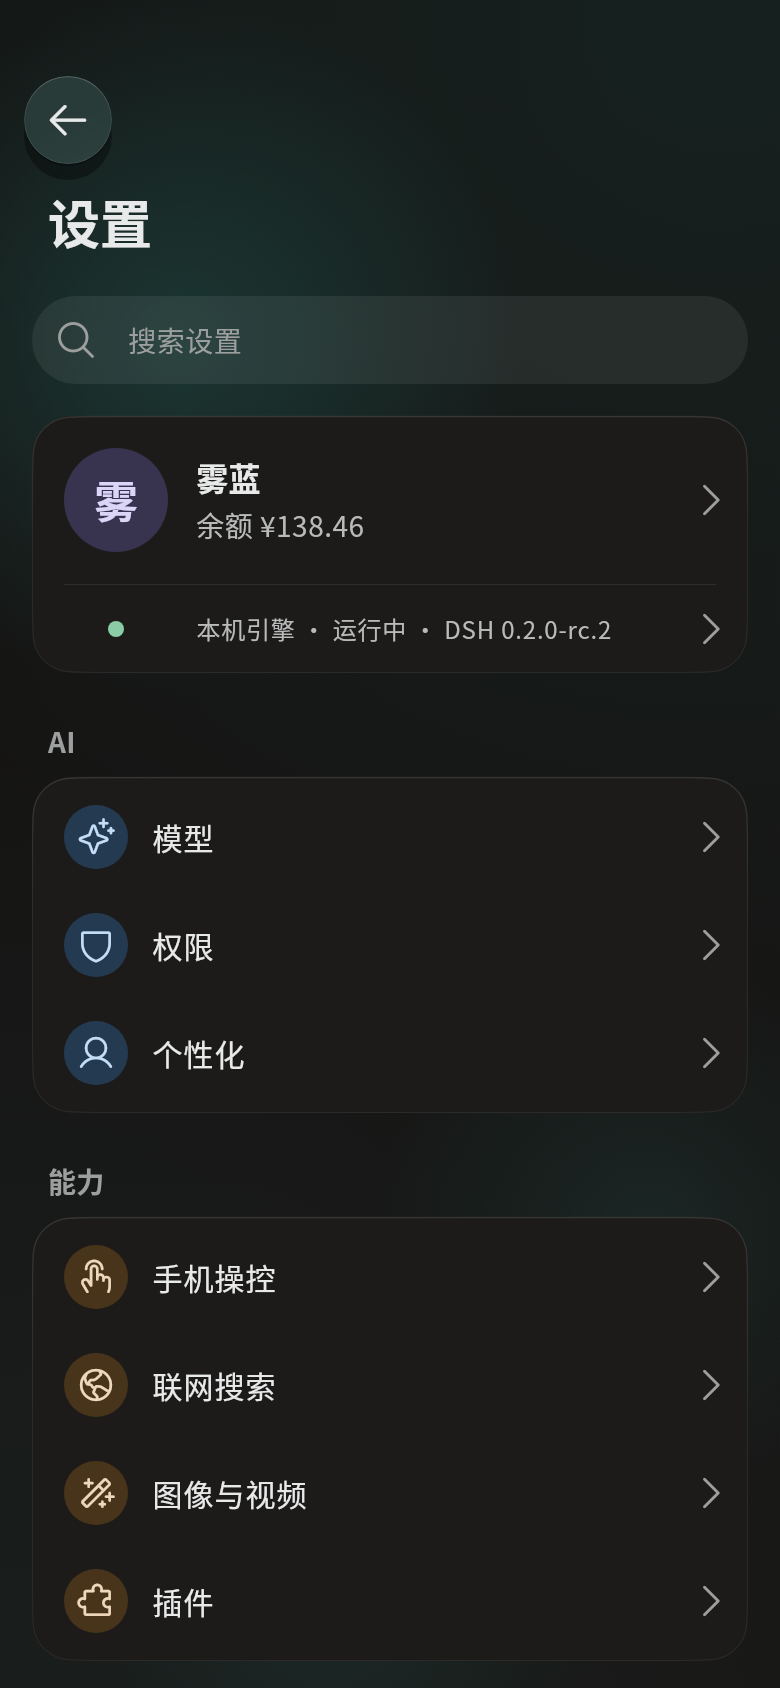 设置
搜索设置
雾
雾蓝
余额 ¥138.46
本机引擎 · 运行中 · DSH 0.2.0-rc.2
AI
模型
权限
个性化
能力
手机操控
联网搜索
图像与视频
插件